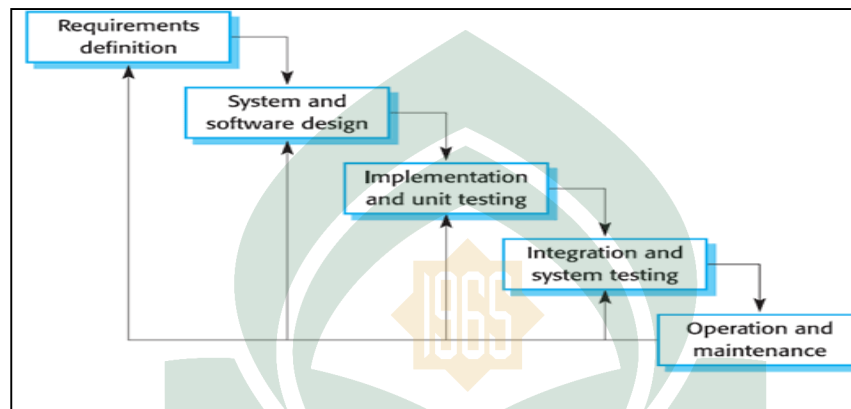 Requirements
definition
System and
software design
Implementation
and unit testing
Integration and
system testing
Operation and
maintenance
1965